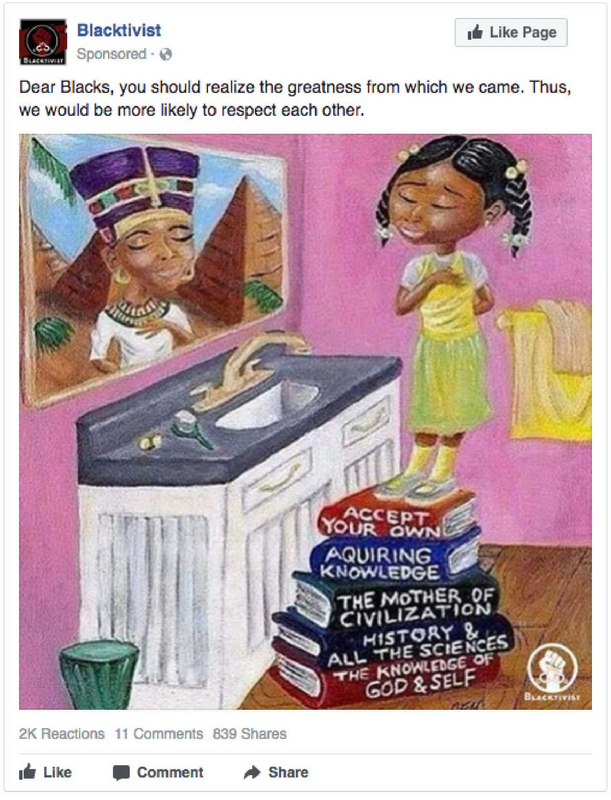 Blacktivist
Like Page
Sponsored ·
BLACKTIVIST
Dear Blacks, you should realize the greatness from which we came. Thus,
we would be more likely to respect each other.
ACCEPT
YOUR OWN
AQUIRING
KNOWLEDGE
THE MOTHER OF
CIVILIZATION
HISTORY &
ALL THE SCIENCES
THE KNOWLEDGE OF
GOD & SELF
BLACKTIVIST
2K Reactions 11 Comments 839 Shares
Like Comment Share